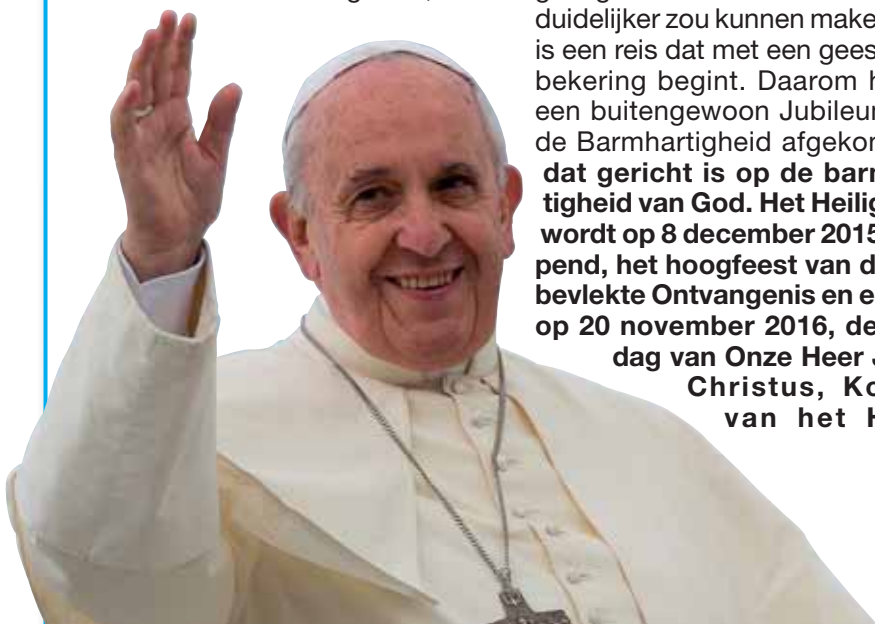 duidelijker zou kunnen make
is een reis dat met een gees
bekering begint. Daarom h
een buitengewoon Jubileu
de Barmhartigheid afgeko
dat gericht is op de bar
tigheid van God. Het Heilig
wordt op 8 december 2015
pend, het hoogfeest van d
bevlekte Ontvangenis en e
op 20 november 2016, de
dag van Onze Heer
Christus, Ko
van het H